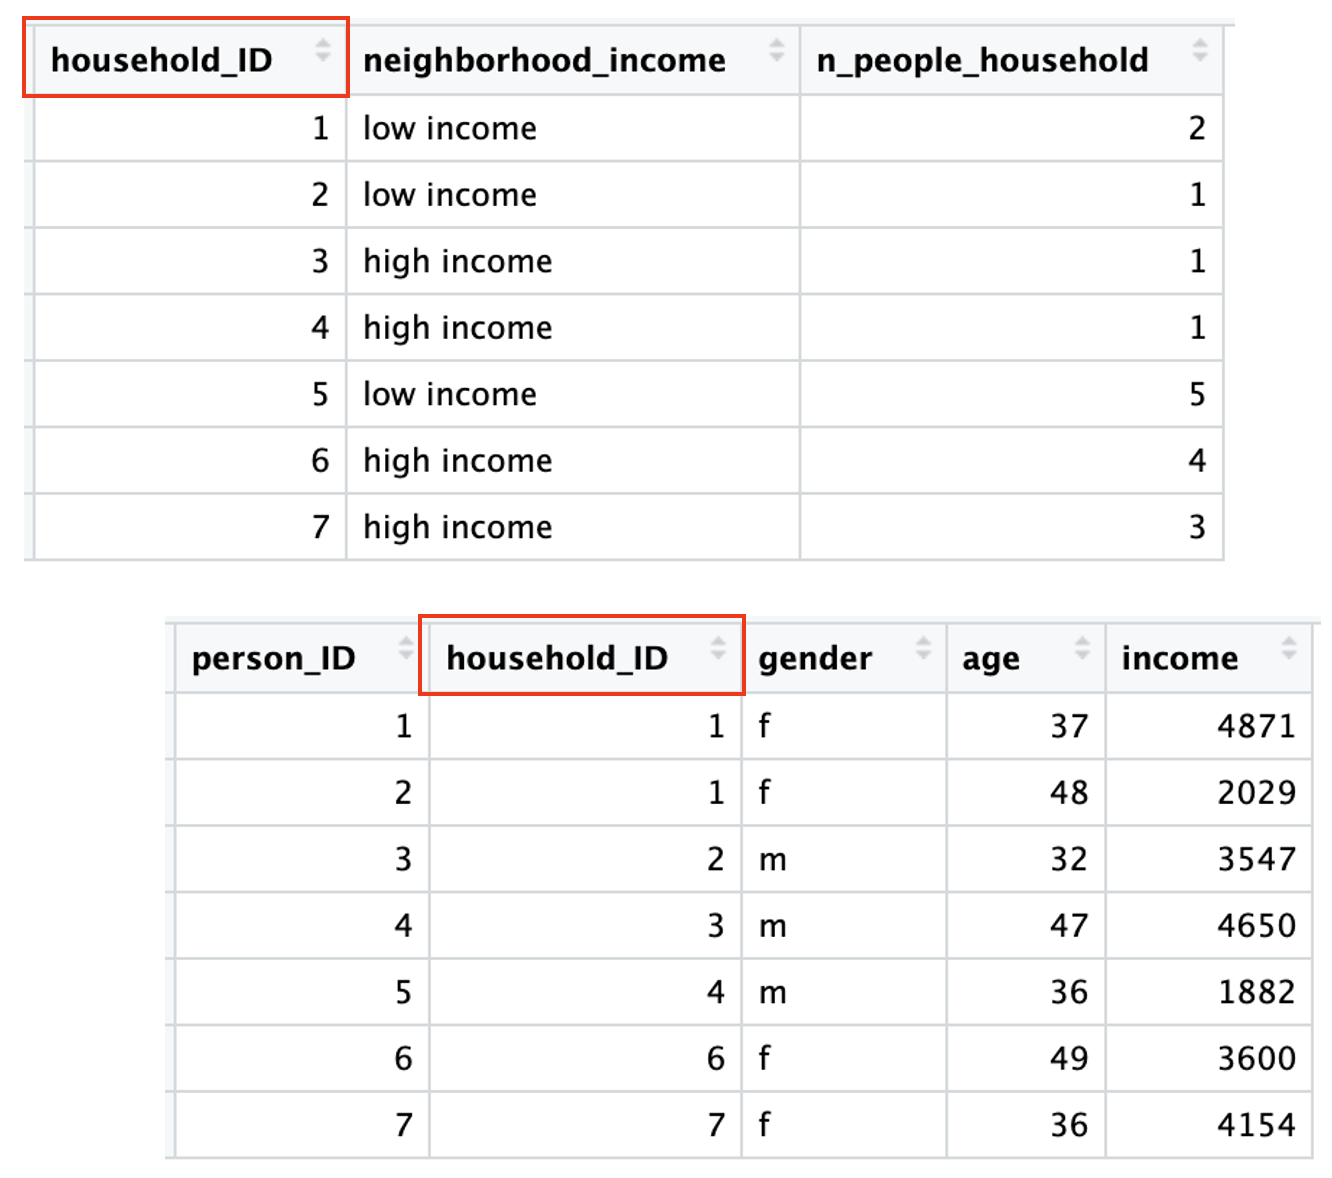 household_ID neighborhood_income n_people_household
1 low income 2
2 low income 1
3 high income 1
4 high income 1
5 low income 5
6 high income 4
7 high income 3
person_ID household_ID gender age income
1 1 f 37 4871
2 1 f 48 2029
3 2 m 32 3547
4 3 m 47 4650
5 4 m 36 1882
6 6 f 49 3600
7 7 f 36 4154